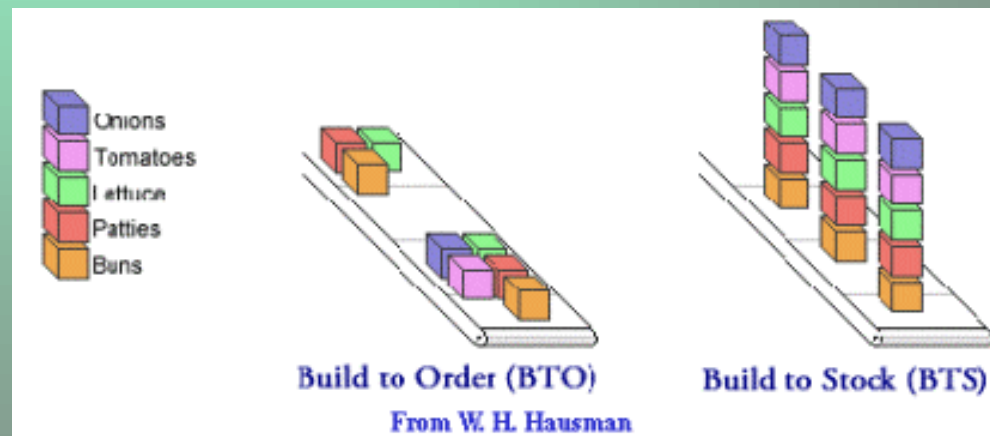 Onions
Tomatoes
Lettuce
Patties
Buns
Build to Order (BTO)
Build to Stock (BTS)
From W. H. Hausman